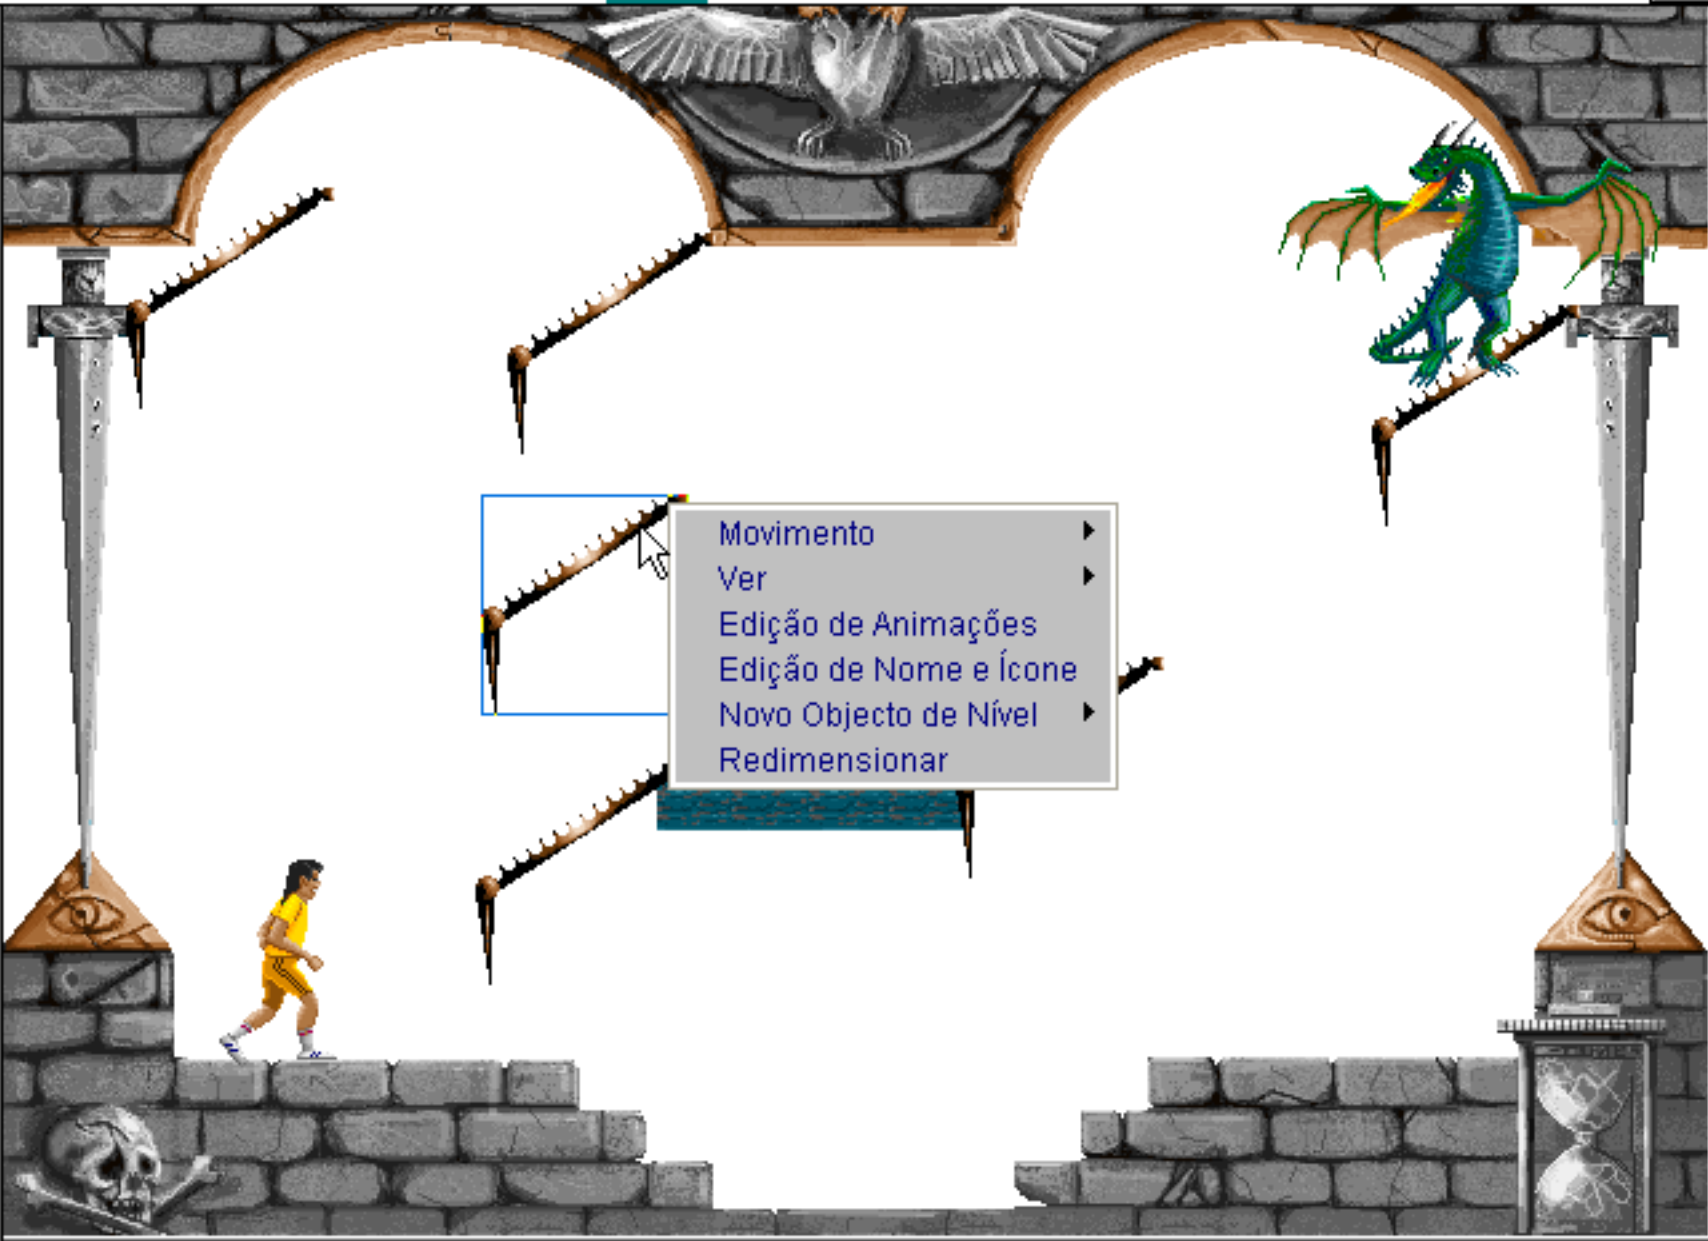 Movimento
Ver
Edição de Animações
Edição de Nome e Ícone
Novo Objecto de Nível
Redimensionar